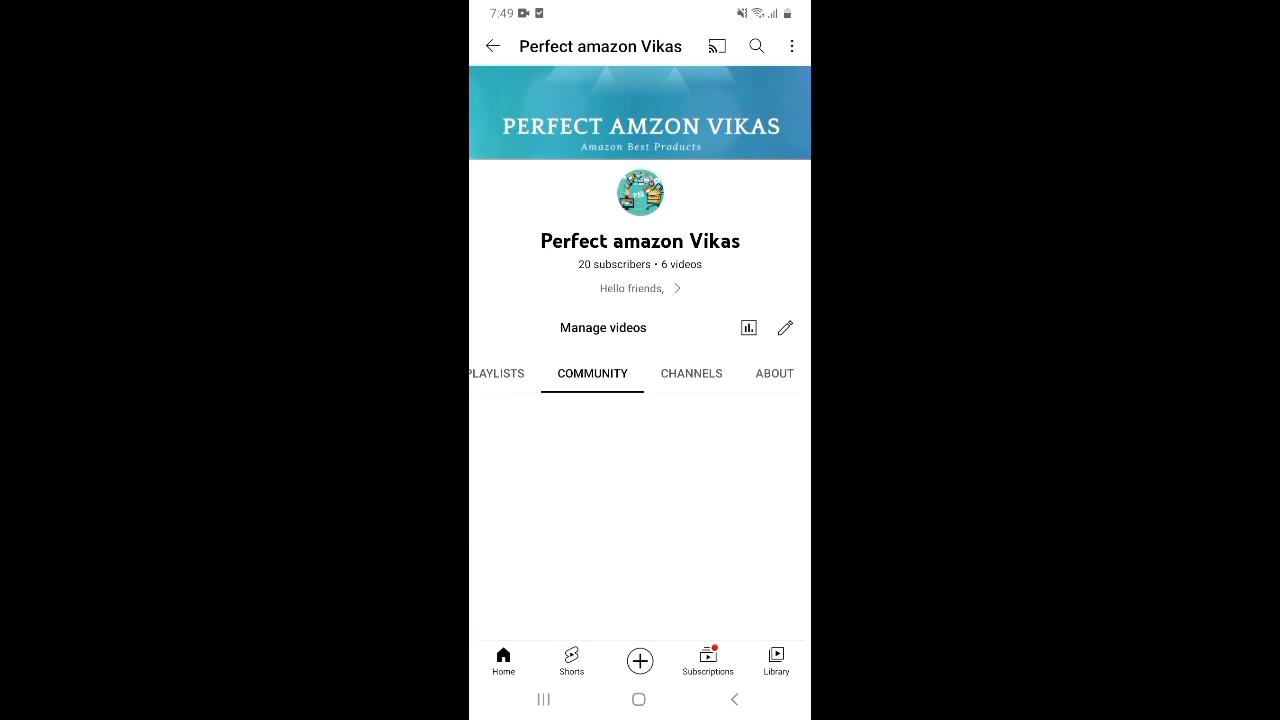 7:49
Perfect amazon Vikas
PERFECT AMZON VIKAS
Amazon Best Products
PAV
Perfect amazon Vikas
20 subscribers • 6 videos
Hello friends,
Manage videos
PLAYLISTS COMMUNITY CHANNELS ABOUT
Home Shorts Subscriptions Library